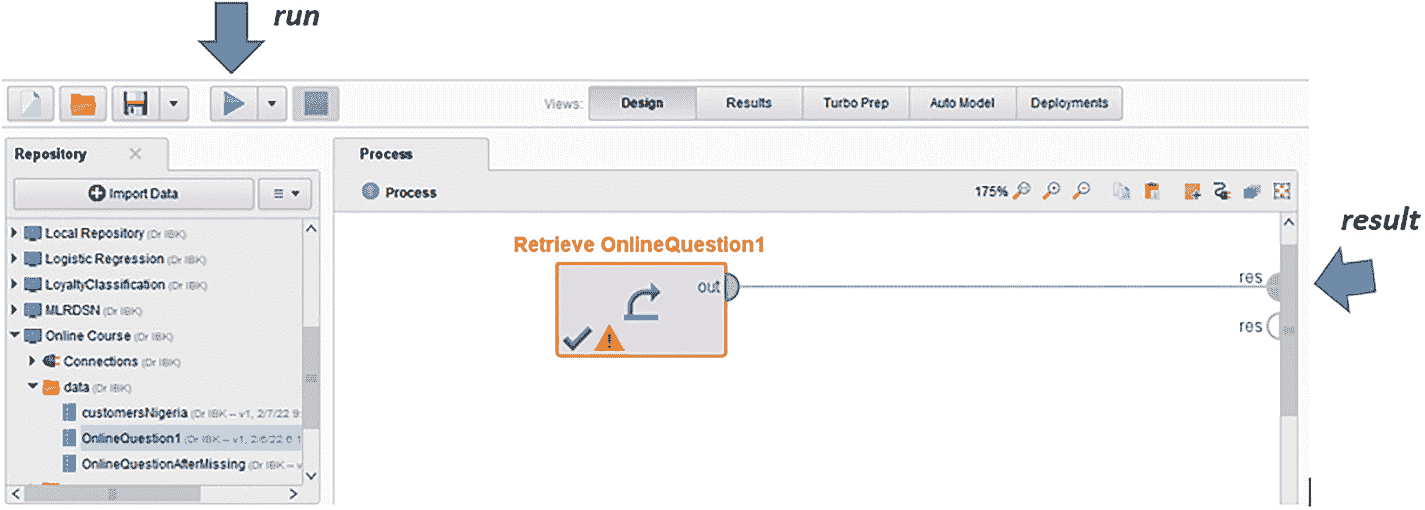 run
Views: Design Results Turbo Prep Auto Model Deployments
Repository
Process
Import Data
Process
175%
Local Repository (Dr IBK)
Logistic Regression (Dr IBK)
LoyaltyClassification (Dr IBK)
MLRDSN (Dr IBK)
Online Course (Dr IBK)
Connections (Dr IBK)
data (Dr IBK)
customersNigeria (Dr IBK – v1, 2/7/22 9:
OnlineQuestion1 (Dr IBK – v1, 2/6/22 6:1
OnlineQuestionAfterMissing (Dr IBK – v
Retrieve OnlineQuestion1
out
res
res
result